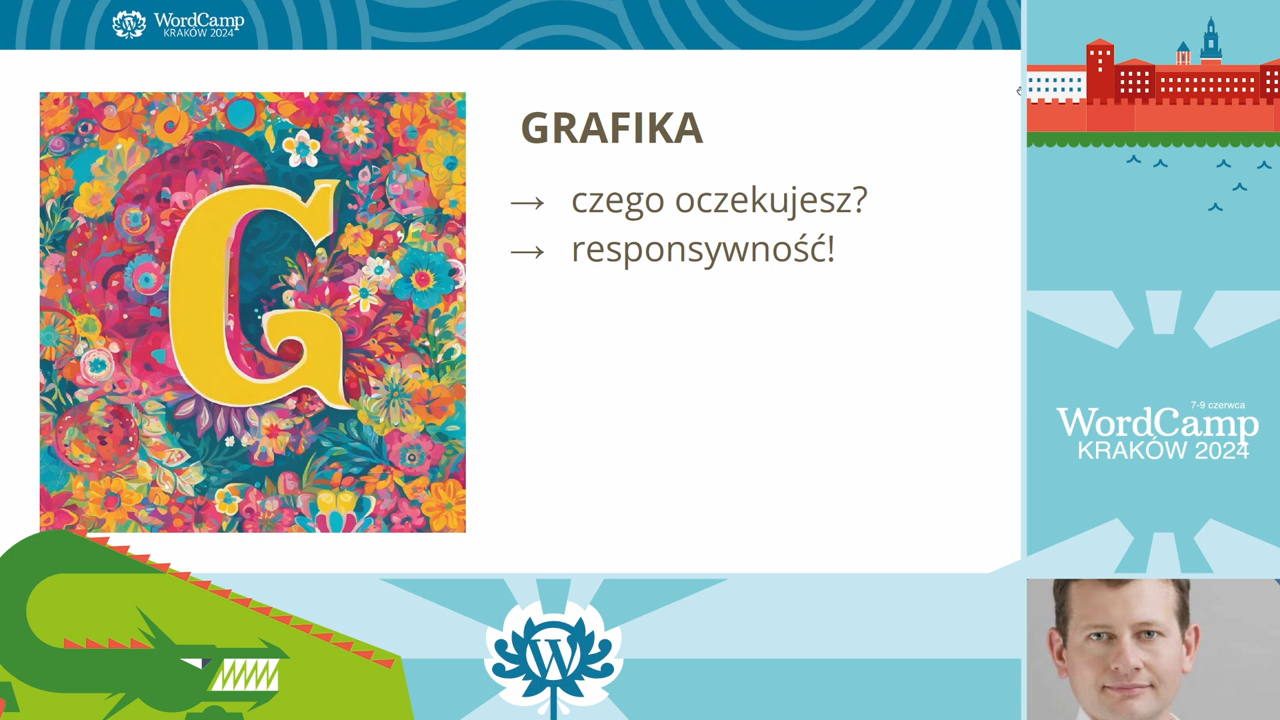 WordCamp
KRAKÓW 2024
G
GRAFIKA
→ czego oczekujesz?
→ responsywność!
7-9 czerwca
WordCamp
KRAKÓW 2024
W